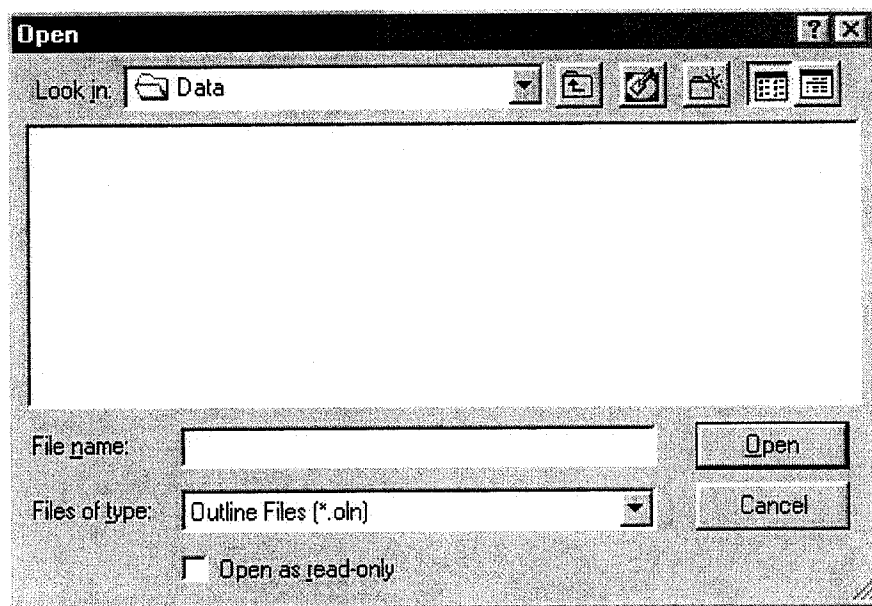 Open
Look in: Data
File name:
Open
Files of type: Outline Files (*.oln)
Cancel
Open as read-only